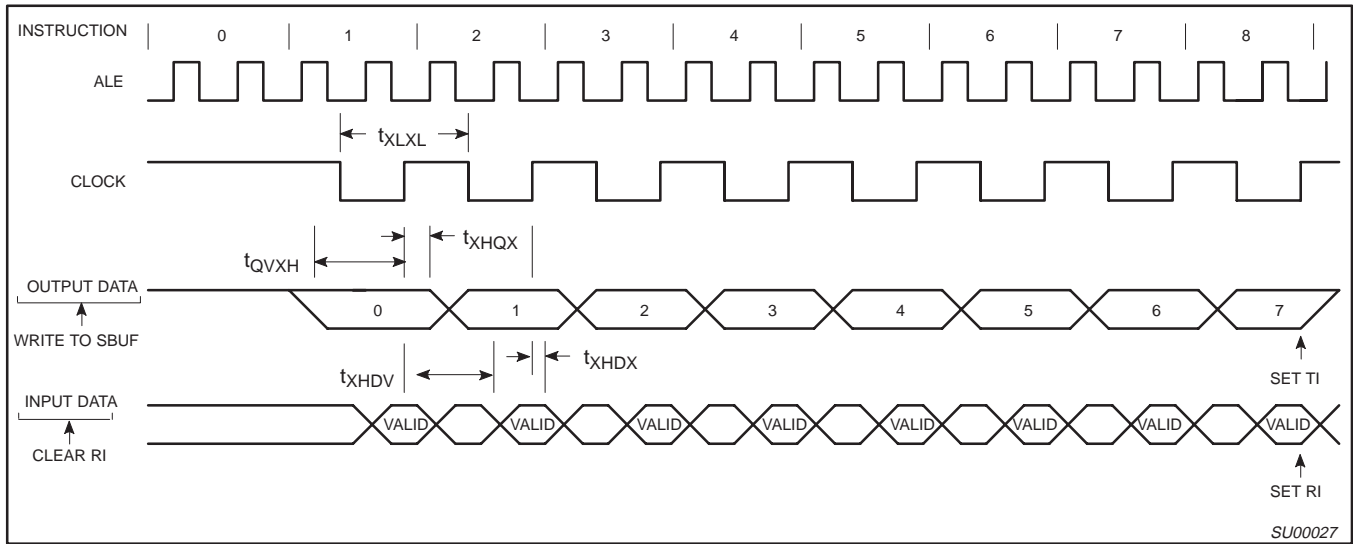 INSTRUCTION 0 1 2 3 4 5 6 7 8
ALE
tXLXL
CLOCK
tXHQX
tQVXH
OUTPUT DATA
0 1 2 3 4 5 6 7
WRITE TO SBUF
tXHDX
tXHDV
SET TI
INPUT DATA
VALID VALID VALID VALID VALID VALID VALID VALID
CLEAR RI
SET RI
SU00027